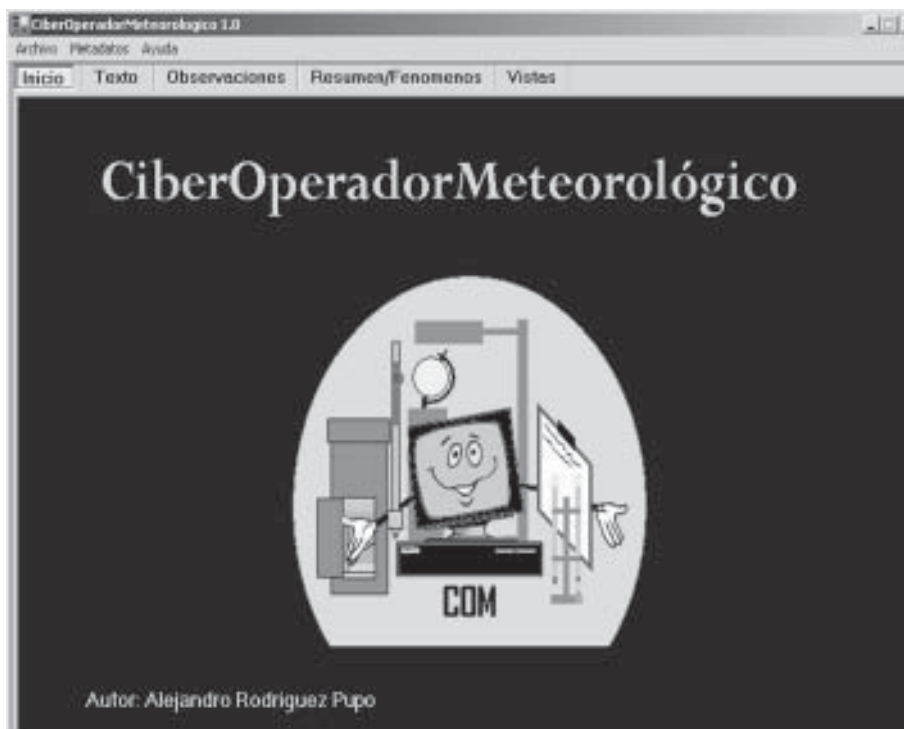 CiberOperadorMeteorologico 1.0
Archivo Metadatos Ayuda
Inicio Texto Observaciones Resumen/Fenomenos Vistas
CiberOperadorMeteorológico
COM
Autor: Alejandro Rodriguez Pupo